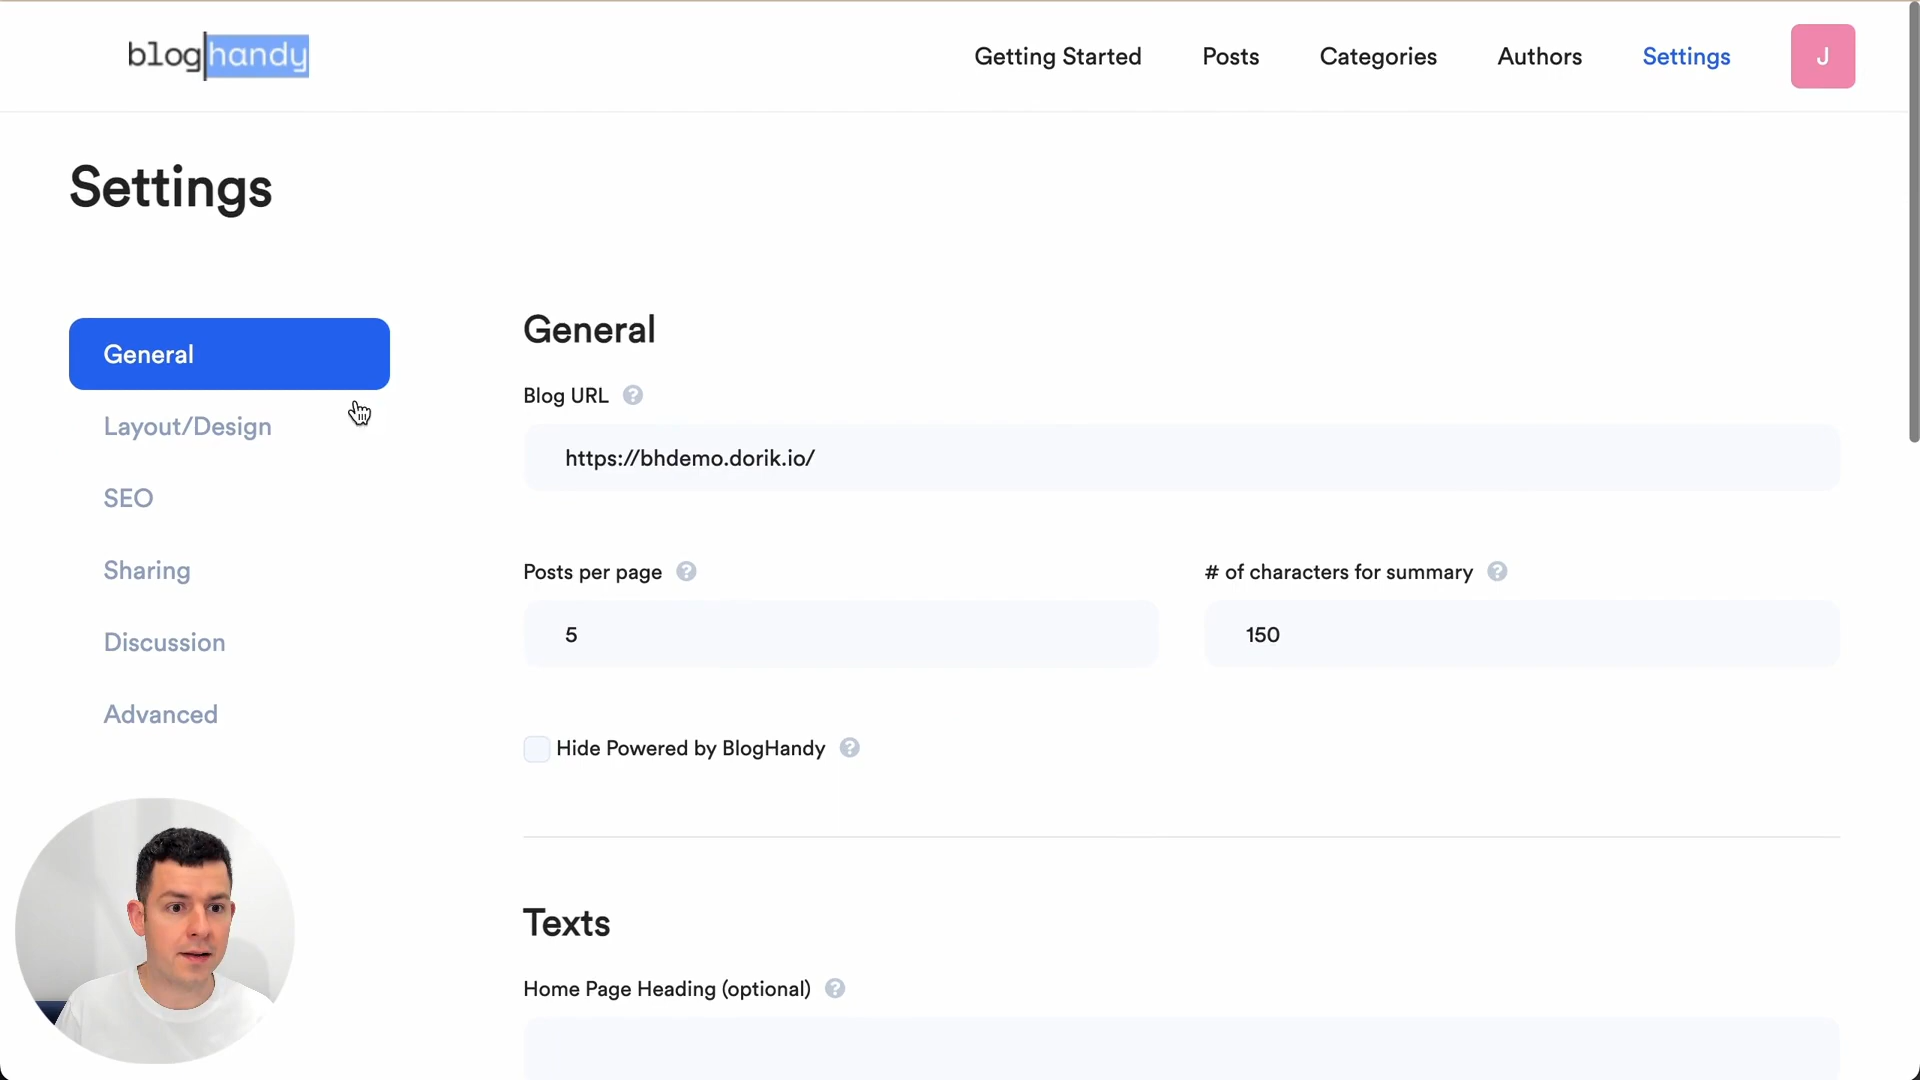 bloghandy
Getting Started
Posts
Categories
Authors
Settings
J
Settings
General
Layout/Design
SEO
Sharing
Discussion
Advanced
General
Blog URL ?
https://bhdemo.dorik.io/
Posts per page ?
5
# of characters for summary ?
150
Hide Powered by BlogHandy ?
Texts
Home Page Heading (optional) ?